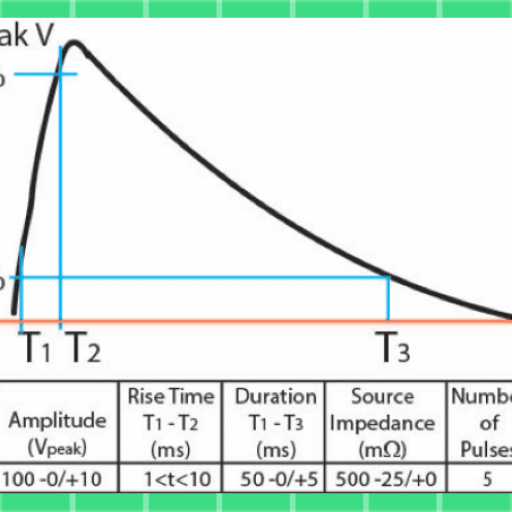 ak V
%
%
T1 T2 T3
Amplitude (Vpeak)
Rise Time T1 - T2 (ms)
Duration T1 - T3 (ms)
Source Impedance (mΩ)
Numbe of Pulses
100 -0/+10
1<t<10
50 -0/+5
500 -25/+0
5